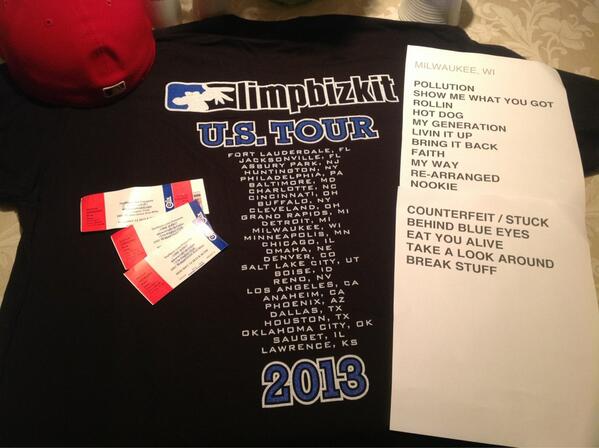 limpbizkit
U.S. TOUR
FORT LAUDERDALE, FL
JACKSONVILLE, FL
ASBURY PARK, NJ
HUNTINGTON, NY
PHILADELPHIA, PA
BALTIMORE, MD
CHARLOTTE, NC
CINCINNATI, OH
BUFFALO, NY
CLEVELAND, OH
GRAND RAPIDS, MI
DETROIT, MI
MILWAUKEE, WI
MINNEAPOLIS, MN
CHICAGO, IL
OMAHA, NE
DENVER, CO
SALT LAKE CITY, UT
BOISE, ID
RENO, NV
LOS ANGELES, CA
ANAHEIM, CA
PHOENIX, AZ
DALLAS, TX
HOUSTON, TX
OKLAHOMA CITY, OK
SAUGET, IL
LAWRENCE, KS
2013
MILWAUKEE, WI
POLLUTION
SHOW ME WHAT YOU GOT
ROLLIN
HOT DOG
MY GENERATION
LIVIN IT UP
BRING IT BACK
FAITH
MY WAY
RE-ARRANGED
NOOKIE
COUNTERFEIT / STUCK
BEHIND BLUE EYES
EAT YOU ALIVE
TAKE A LOOK AROUND
BREAK STUFF